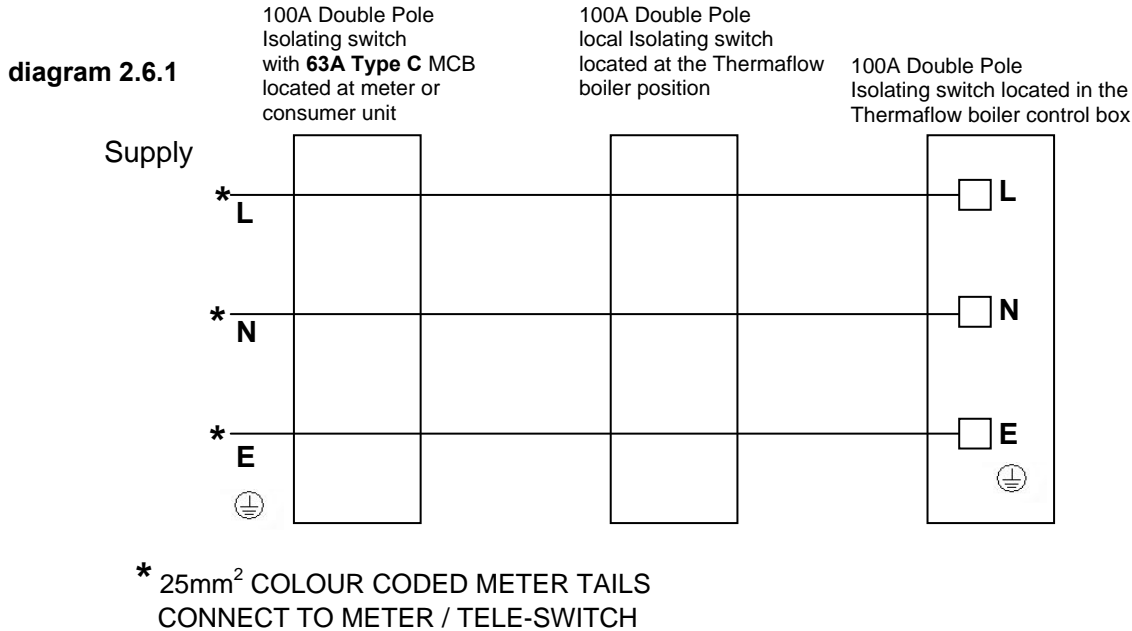 diagram 2.6.1
100A Double Pole
Isolating switch
with 63A Type C MCB
located at meter or
consumer unit
100A Double Pole
local Isolating switch
located at the Thermaflow
boiler position
100A Double Pole
Isolating switch located in the
Thermaflow boiler control box
Supply
* L
L
* N
N
* E
E
* 25mm² COLOUR CODED METER TAILS
CONNECT TO METER / TELE-SWITCH